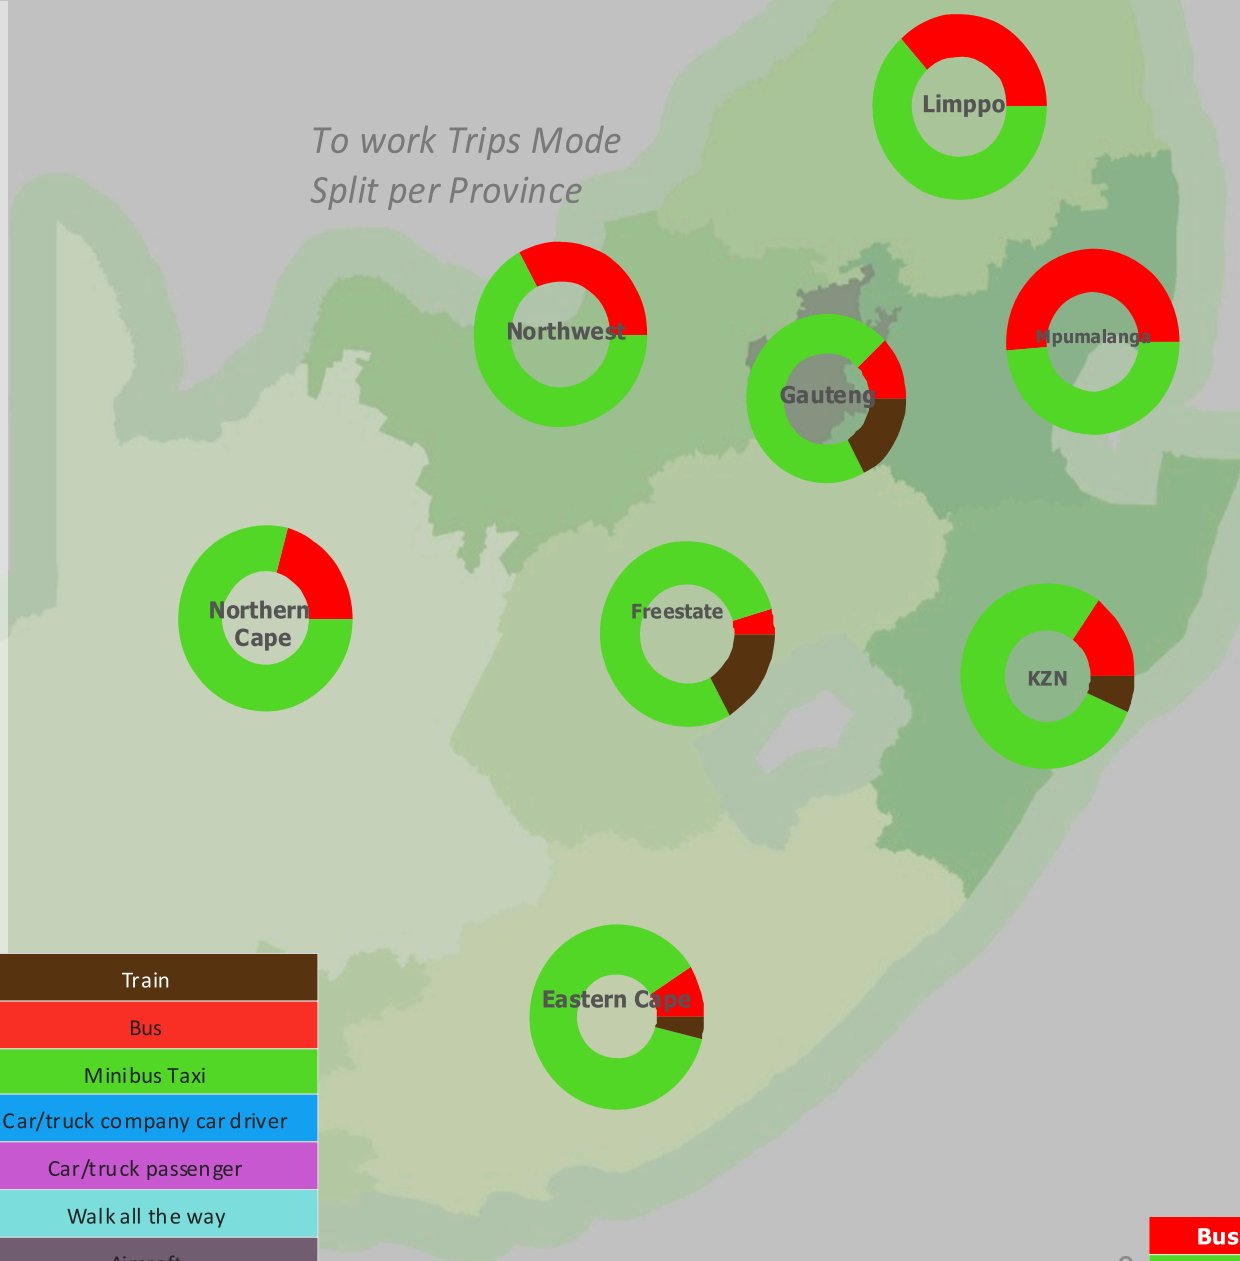 Limppo
To work Trips Mode
Split per Province
Northwest
Mpumalanga
Gauteng
Northern
Cape
Freestate
KZN
Eastern Cape
Train
Bus
Minibus Taxi
Car/truck company car driver
Car/truck passenger
Walk all the way
Aircraft
Bus